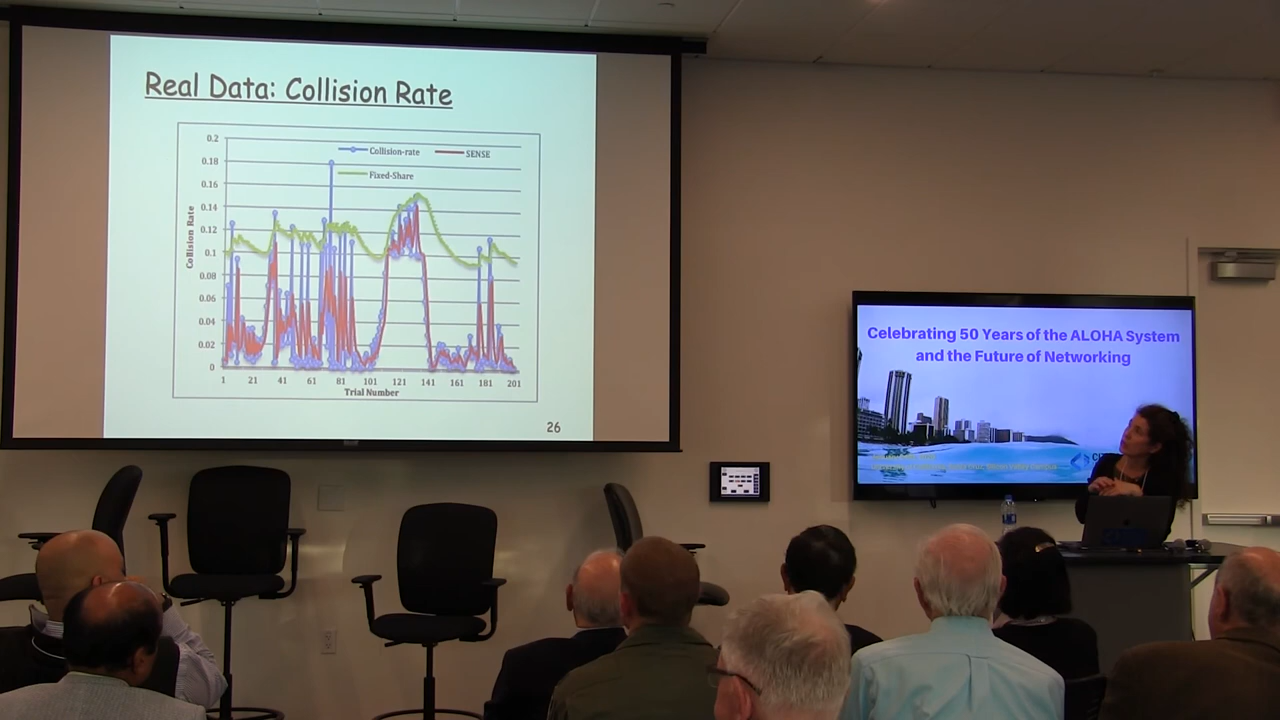 Real Data: Collision Rate
0.2
0.18
0.16
0.14
0.12
0.1
0.08
0.06
0.04
0.02
0
Collision-rate
SENSE
Fixed-Share
Collision Rate
1 21 41 61 81 101 121 141 161 181 201
Trial Number
26
Celebrating 50 Years of the ALOHA System
and the Future of Networking